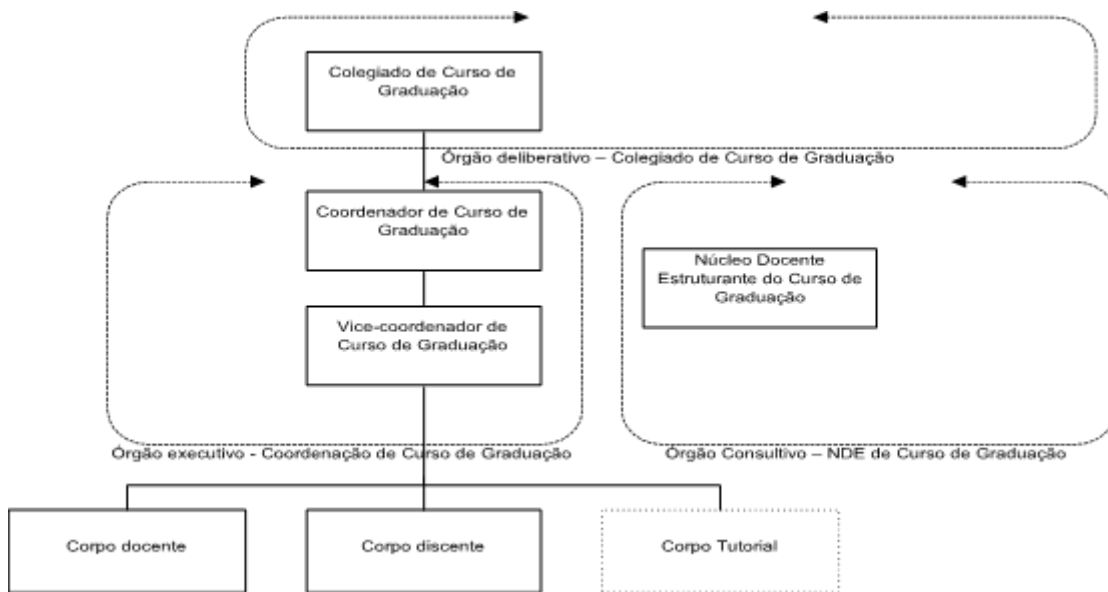 Colegiado de Curso de
Graduação
Órgão deliberativo – Colegiado de Curso de Graduação
Coordenador de Curso de
Graduação
Vice-coordenador de
Curso de Graduação
Órgão executivo - Coordenação de Curso de Graduação
Núcleo Docente
Estruturante do Curso de
Graduação
Órgão Consultivo – NDE de Curso de Graduação
Corpo docente
Corpo discente
Corpo Tutorial